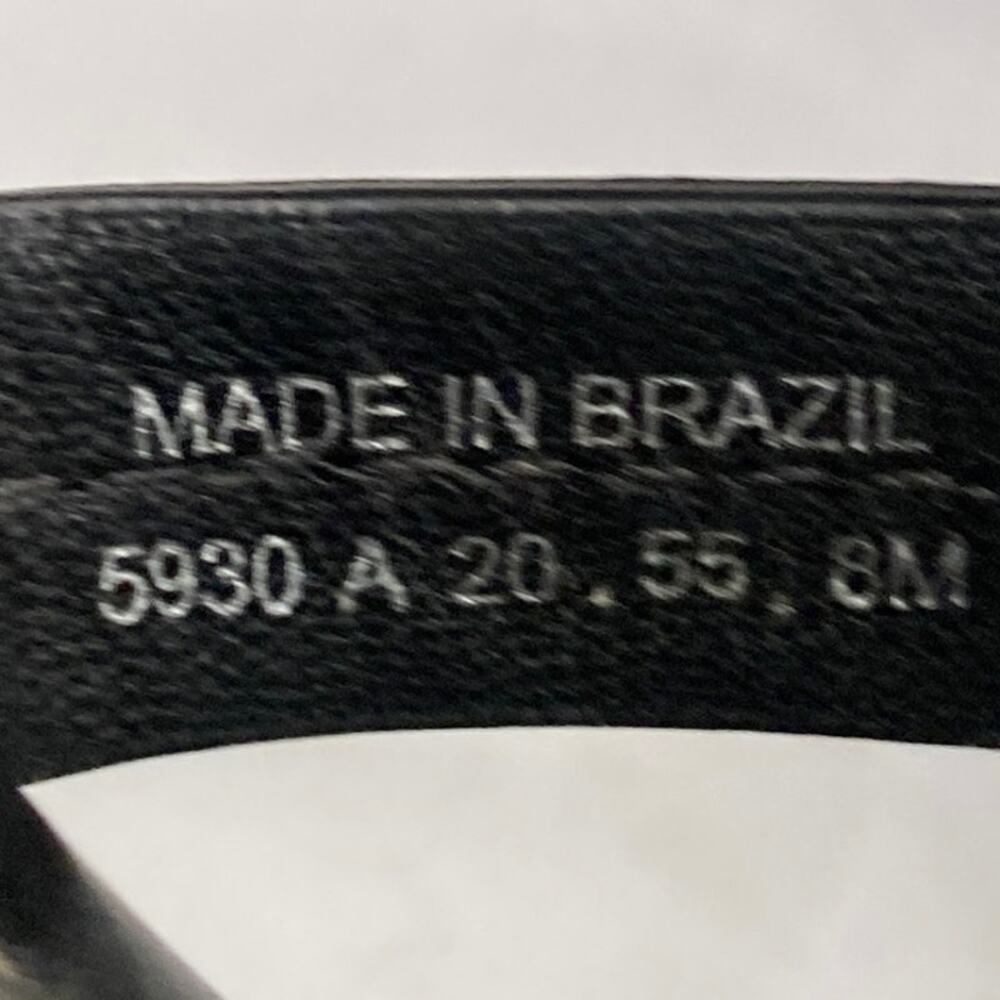 MADE IN BRAZIL
5930 .A 20 . 55 . 8M